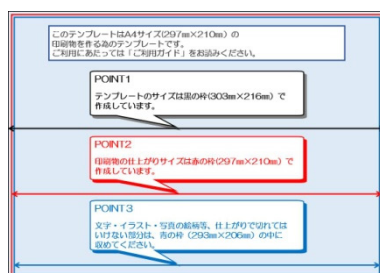 このテンプレートはA4サイズ(297㎜×210㎜)の
印刷物を作る為のテンプレートです。
ご利用にあたっては「ご利用ガイド」をお読みください。
POINT1
テンプレートのサイズは黒の枠(303㎜×216㎜)で
作成しています。
POINT2
印刷物の仕上がりサイズは赤の枠(297㎜×210㎜)で
作成しています。
POINT3
文字・イラスト・写真の絵柄等、仕上がりで切れては
いけない部分は、青の枠（293㎜×206㎜）の中に
収めてください。